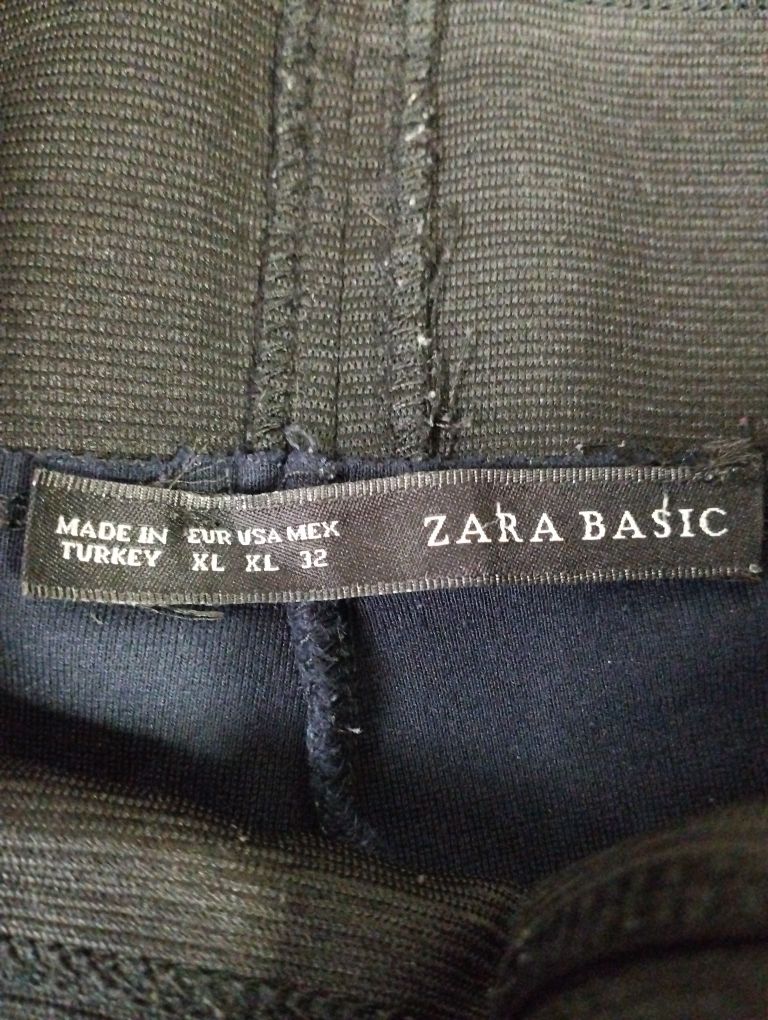 MADE IN EUR USA MEX ZARA BASIC
TURKEY XL XL 32